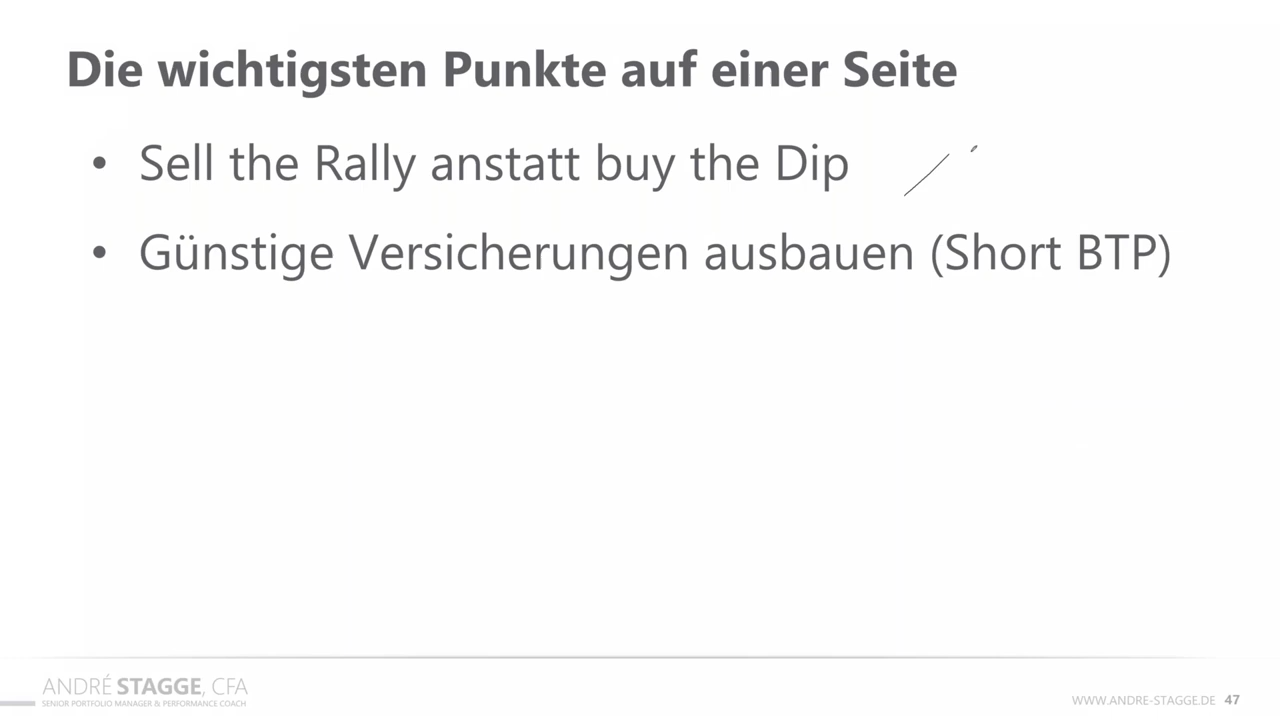 Die wichtigsten Punkte auf einer Seite
• Sell the Rally anstatt buy the Dip
• Günstige Versicherungen ausbauen (Short BTP)
ANDRÉ STAGGE, CFA
SENIOR PORTFOLIO MANAGER & PERFORMANCE COACH
WWW.ANDRE-STAGGE.DE 47